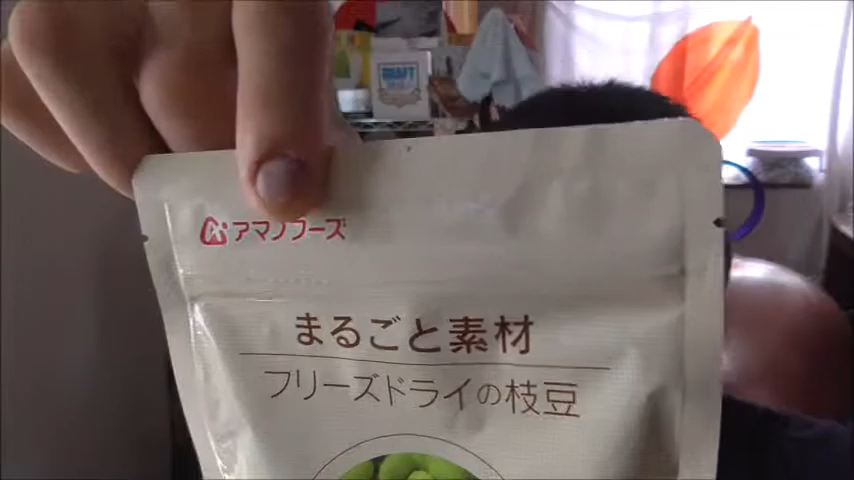 アマノフーズ
まるごと素材
フリーズドライの枝豆